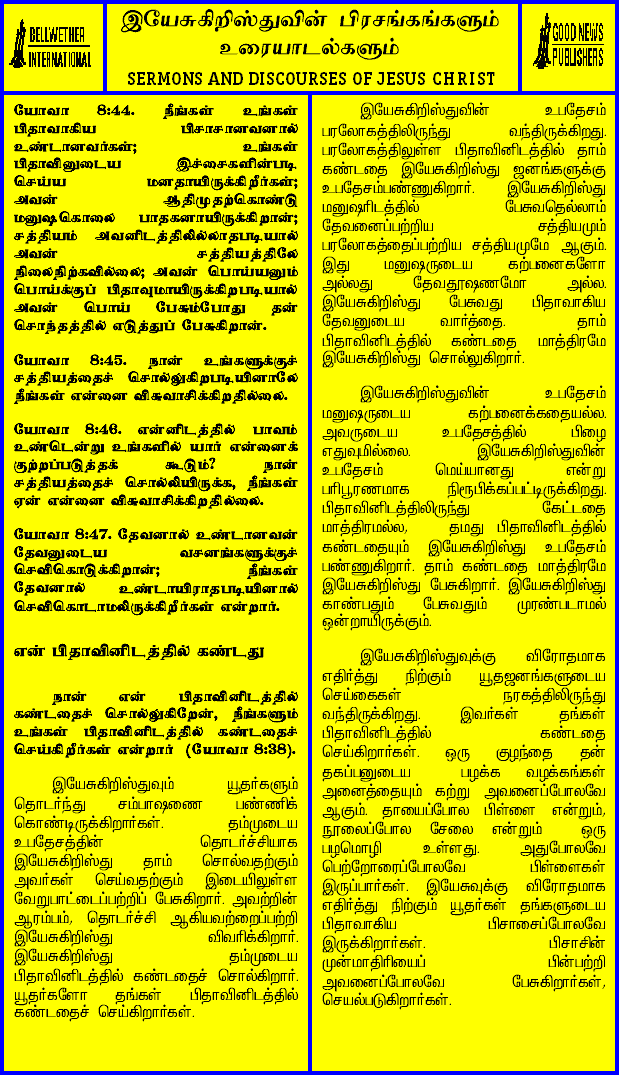 BELLWETHER
INTERNATIONAL
இயேசுகிறிஸ்துவின் பிரசங்கங்களும்
உரையாடல்களும்
SERMONS AND DISCOURSES OF JESUS CHRIST
GOOD NEWS
PUBLISHERS
யோவா 8:44. நீங்கள் உங்கள்
பிதாவாகிய பிசாசானவனால்
உண்டானவர்கள்; உங்கள்
பிதாவினுடைய இச்சைகளின்படி
செய்ய மனதாயிருக்கிறீர்கள்;
அவன் ஆதிமுதற்கொண்டு
மனுஷகொலை பாதகனாயிருக்கிறான்;
சத்தியம் அவனிடத்திலில்லாதபடியால்
அவன் சத்தியத்திலே
நிலைநிற்கவில்லை; அவன் பொய்யனும்
பொய்க்குப் பிதாவுமாயிருக்கிறபடியால்
அவன் பொய் பேசும்போது தன்
சொந்தத்தில் எடுத்துப் பேசுகிறான்.
யோவா 8:45. நான் உங்களுக்குச்
சத்தியத்தைச் சொல்லுகிறபடியினாலே
நீங்கள் என்னை விசுவாசிக்கிறதில்லை.
யோவா 8:46. என்னிடத்தில் பாவம்
உண்டென்று உங்களில் யார் என்னைக்
குற்றப்படுத்தக் கூடும்? நான்
சத்தியத்தைச் சொல்லியிருக்க, நீங்கள்
ஏன் என்னை விசுவாசிக்கிறதில்லை.
யோவா 8:47. தேவனால் உண்டானவன்
தேவனுடைய வசனங்களுக்குச்
செவிகொடுக்கிறான்; நீங்கள்
தேவனால் உண்டாயிராதபடியினால்
செவிகொடாமலிருக்கிறீர்கள் என்றார்.
என் பிதாவினிடத்தில் கண்டது
நான் என் பிதாவினிடத்தில்
கண்டதைச் சொல்லுகிறேன், நீங்களும்
உங்கள் பிதாவினிடத்தில் கண்டதைச்
செய்கிறீர்கள் என்றார் (யோவா 8:38).
இயேசுகிறிஸ்துவும் யூதர்களும்
தொடர்ந்து சம்பாஷணை பண்ணிக்
கொண்டிருக்கிறார்கள். தம்முடைய
உபதேசத்தின் தொடர்ச்சியாக
இயேசுகிறிஸ்து தாம் சொல்வதற்கும்
அவர்கள் செய்வதற்கும் இடையிலுள்ள
வேறுபாட்டைப்பற்றிப் பேசுகிறார். அவற்றின்
ஆரம்பம், தொடர்ச்சி ஆகியவற்றைப்பற்றி
இயேசுகிறிஸ்து விவரிக்கிறார்.
இயேசுகிறிஸ்து தம்முடைய
பிதாவினிடத்தில் கண்டதைச் சொல்கிறார்.
யூதர்களோ தங்கள் பிதாவினிடத்தில்
கண்டதைச் செய்கிறார்கள்.
இயேசுகிறிஸ்துவின் உபதேசம்
பரலோகத்திலிருந்து வந்திருக்கிறது.
பரலோகத்திலுள்ள பிதாவினிடத்தில் தாம்
கண்டதை இயேசுகிறிஸ்து ஜனங்களுக்கு
உபதேசம்பண்ணுகிறார். இயேசுகிறிஸ்து
மனுஷரிடத்தில் பேசுவதெல்லாம்
தேவனைப்பற்றிய சத்தியமும்
பரலோகத்தைப்பற்றிய சத்தியமுமே ஆகும்.
இது மனுஷருடைய கற்பனைகளோ
அல்லது தேவதூஷணமோ அல்ல.
இயேசுகிறிஸ்து பேசுவது பிதாவாகிய
தேவனுடைய வார்த்தை. தாம்
பிதாவினிடத்தில் கண்டதை மாத்திரமே
இயேசுகிறிஸ்து சொல்லுகிறார்.
இயேசுகிறிஸ்துவின் உபதேசம்
மனுஷருடைய கற்பனைக்கதையல்ல.
அவருடைய உபதேசத்தில் பிழை
எதுவுமில்லை. இயேசுகிறிஸ்துவின்
உபதேசம் மெய்யானது என்று
பரிபூரணமாக நிரூபிக்கப்பட்டிருக்கிறது.
பிதாவினிடத்திலிருந்து கேட்டதை
மாத்திரமல்ல, தமது பிதாவினிடத்தில்
கண்டதையும் இயேசுகிறிஸ்து உபதேசம்
பண்ணுகிறார். தாம் கண்டதை மாத்திரமே
இயேசுகிறிஸ்து பேசுகிறார். இயேசுகிறிஸ்து
காண்பதும் பேசுவதும் முரண்படாமல்
ஒன்றாயிருக்கும்.
இயேசுகிறிஸ்துவுக்கு விரோதமாக
எதிர்த்து நிற்கும் யூதஜனங்களுடைய
செய்கைகள் நரகத்திலிருந்து
வந்திருக்கிறது. இவர்கள் தங்கள்
பிதாவினிடத்தில் கண்டதை
செய்கிறார்கள். ஒரு குழந்தை தன்
தகப்பனுடைய பழக்க வழக்கங்கள்
அனைத்தையும் கற்று அவனைப்போலவே
ஆகும். தாயைப்போல பிள்ளை என்றும்,
நூலைப்போல சேலை என்றும் ஒரு
பழமொழி உள்ளது. அதுபோலவே
பெற்றோரைப்போலவே பிள்ளைகள்
இருப்பார்கள். இயேசுவுக்கு விரோதமாக
எதிர்த்து நிற்கும் யூதர்கள் தங்களுடைய
பிதாவாகிய பிசாசைப்போலவே
இருக்கிறார்கள். பிசாசின்
முன்மாதிரியைப் பின்பற்றி
அவனைப்போலவே பேசுகிறார்கள்,
செயல்படுகிறார்கள்.